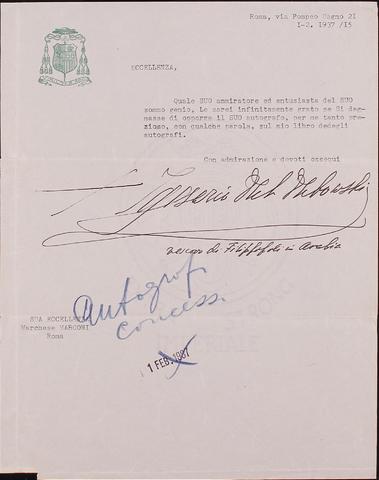 Roma, via Pompeo Magno 21
1-2, 1937 /15
ECCELLENZA,
Quale SUO ammiratore ed entusiasta del SUO
sommo genio, Le sarei infinitamente grato se Si de-
gnasse di opporre il SUO autografo, per me tanto pre-
zioso, con qualche parola, sul mio libro degli
autografi.
Con admirazione e devoti ossequi
vescovo di Filippopoli in Arabia
autograf.
concess.
SUA ECCELLENZA
Marchese MARCONI
Roma
1 FEB. 1937